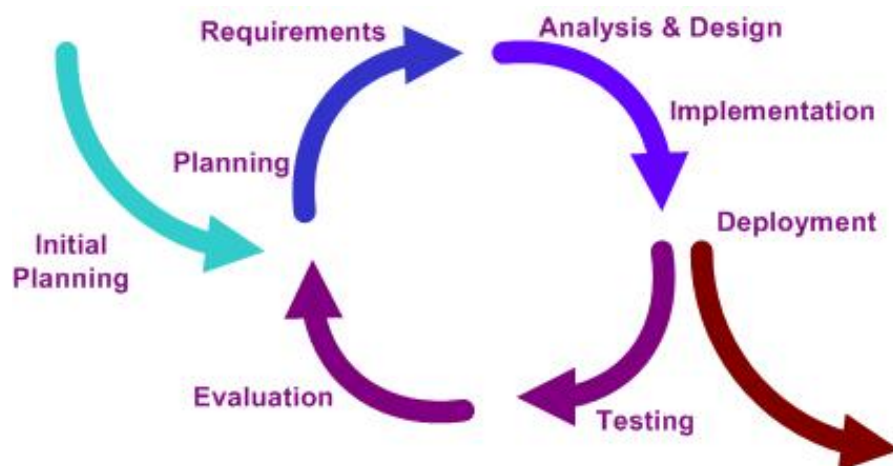 Requirements
Analysis & Design
Implementation
Planning
Deployment
Initial
Planning
Evaluation
Testing